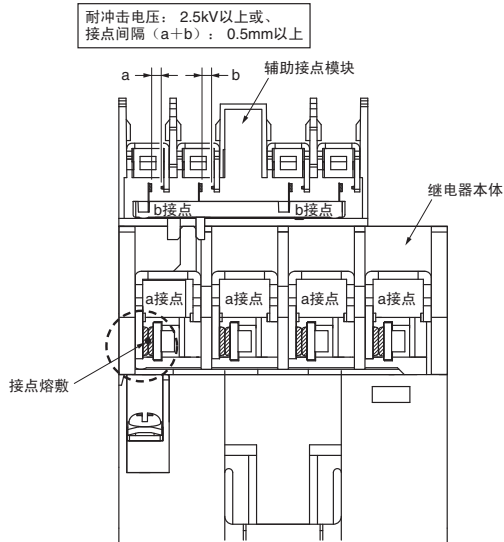 耐冲击电压： 2.5kV以上或、
接点间隔（a＋b）： 0.5mm以上
a
b
辅助接点模块
继电器本体
b接点
b接点
a接点
a接点
a接点
a接点
接点熔敷